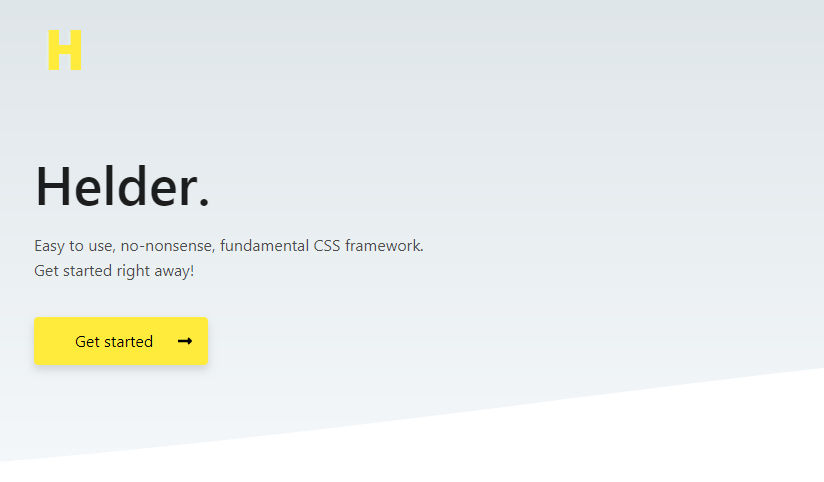 H
Helder.
Easy to use, no-nonsense, fundamental CSS framework.
Get started right away!
Get started